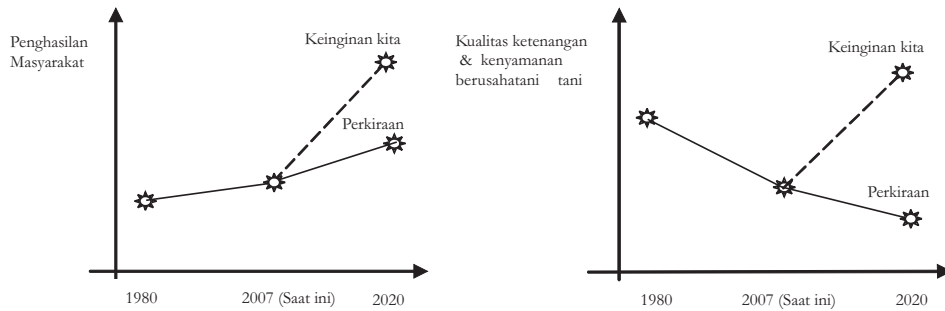 Penghasilan
Masyarakat
Keinginan kita
Perkiraan
1980
2007 (Saat ini)
2020
Kualitas ketenangan
& kenyamanan
berusahatani tani
Keinginan kita
Perkiraan
1980
2007 (Saat ini)
2020